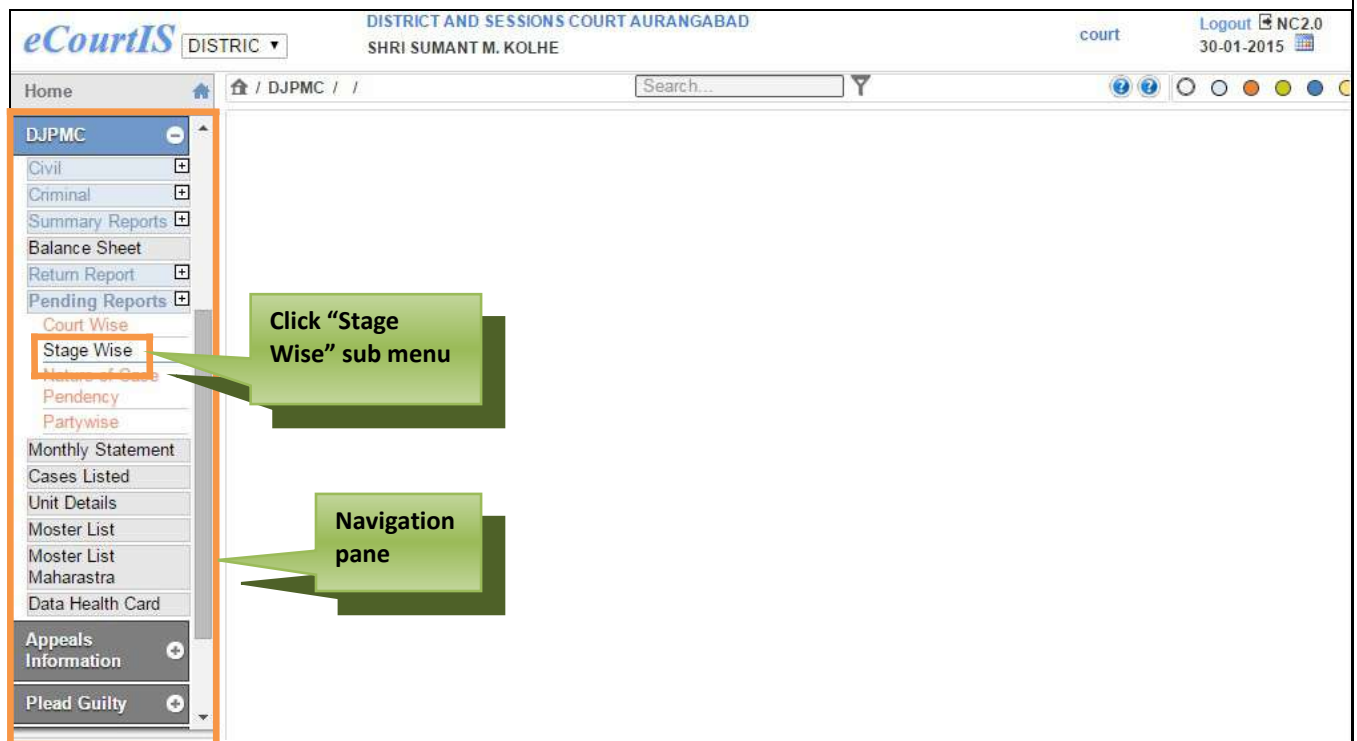 DISTRICT AND SESSIONS COURT AURANGABAD
eCourtIS DISTRIC
SHRI SUMANT M. KOLHE
court
Logout NC2.0
30-01-2015
Home
/ DJPMC / /
Search...
DJPMC
Civil
Criminal
Summary Reports
Balance Sheet
Return Report
Pending Reports
Court Wise
Stage Wise
Nature of Case
Pendency
Partywise
Monthly Statement
Cases Listed
Unit Details
Moster List
Moster List
Maharastra
Data Health Card
Appeals
Information
Plead Guilty
Click “Stage
Wise” sub menu
Navigation
pane